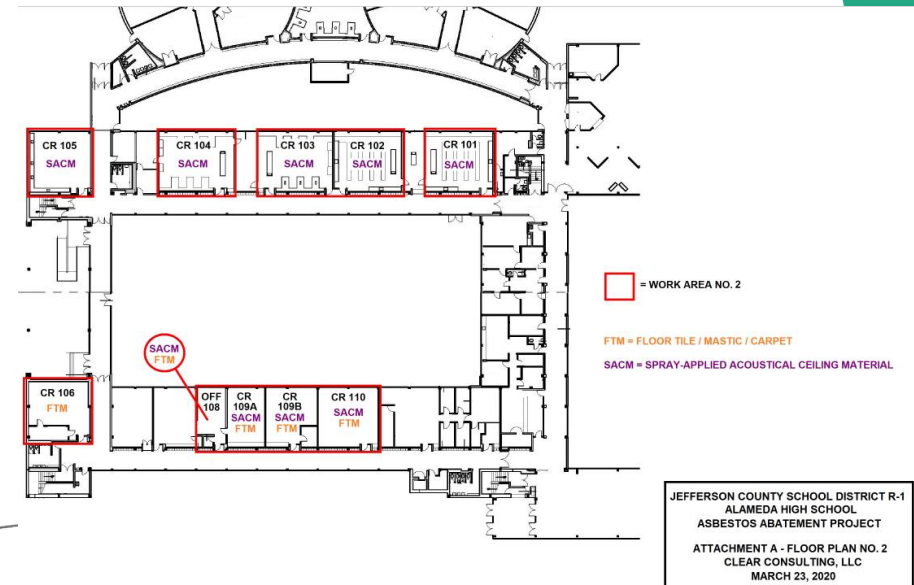 CR 105
SACM
CR 104
SACM
CR 103
SACM
CR 102
SACM
CR 101
SACM
= WORK AREA NO. 2
FTM = FLOOR TILE / MASTIC / CARPET
SACM = SPRAY-APPLIED ACOUSTICAL CEILING MATERIAL
SACM
FTM
CR 106
FTM
OFF
108
CR
109A
SACM
FTM
CR
109B
SACM
FTM
CR 110
SACM
FTM
JEFFERSON COUNTY SCHOOL DISTRICT R-1
ALAMEDA HIGH SCHOOL
ASBESTOS ABATEMENT PROJECT
ATTACHMENT A - FLOOR PLAN NO. 2
CLEAR CONSULTING, LLC
MARCH 23, 2020